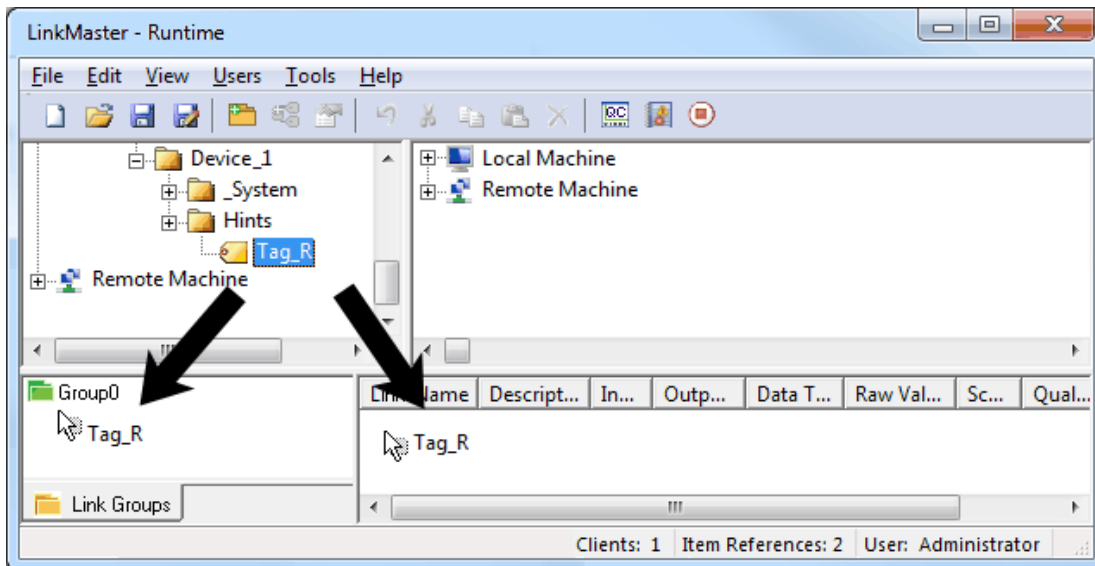 LinkMaster - Runtime
File Edit View Users Tools Help
Device_1
_System
Hints
Tag_R
Remote Machine
Local Machine
Remote Machine
Group0
Tag_R
Link Groups
Name Descript... In... Outp... Data T... Raw Val... Sc... Qual...
Tag_R
Clients: 1 Item References: 2 User: Administrator